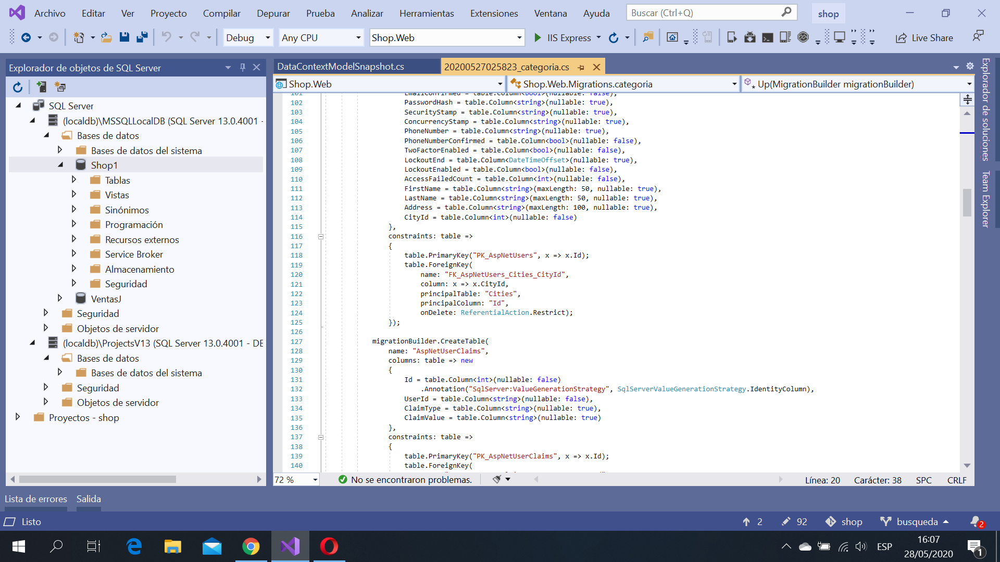 Archivo Editar Ver Proyecto Compilar Depurar Prueba Analizar Herramientas Extensiones Ventana Ayuda Buscar (Ctrl+Q) shop
Debug Any CPU Shop.Web IIS Express Live Share
Explorador de objetos de SQL Server
SQL Server
(localdb)\MSSQLLocalDB (SQL Server 13.0.4001 -
Bases de datos
Bases de datos del sistema
Shop1
Tablas
Vistas
Sinónimos
Programación
Recursos externos
Service Broker
Almacenamiento
Seguridad
VentasJ
Seguridad
Objetos de servidor
(localdb)\ProjectsV13 (SQL Server 13.0.4001 - DE
Bases de datos
Bases de datos del sistema
Seguridad
Objetos de servidor
Proyectos - shop
DataContextModelSnapshot.cs 20200527025823_categoria.cs
Shop.Web Shop.Web.Migrations.categoria Up(MigrationBuilder migrationBuilder)
101 EmailConfirmed = table.Column<bool>(nullable: false),
102 PasswordHash = table.Column<string>(nullable: true),
103 SecurityStamp = table.Column<string>(nullable: true),
104 ConcurrencyStamp = table.Column<string>(nullable: true),
105 PhoneNumber = table.Column<string>(nullable: true),
106 PhoneNumberConfirmed = table.Column<bool>(nullable: false),
107 TwoFactorEnabled = table.Column<bool>(nullable: false),
108 LockoutEnd = table.Column<DateTimeOffset>(nullable: true),
109 LockoutEnabled = table.Column<bool>(nullable: false),
110 AccessFailedCount = table.Column<int>(nullable: false),
111 FirstName = table.Column<string>(maxLength: 50, nullable: true),
112 LastName = table.Column<string>(maxLength: 50, nullable: true),
113 Address = table.Column<string>(maxLength: 100, nullable: true),
114 CityId = table.Column<int>(nullable: false)
115 },
116 constraints: table =>
117 {
118 table.PrimaryKey("PK_AspNetUsers", x => x.Id);
119 table.ForeignKey(
120 name: "FK_AspNetUsers_Cities_CityId",
121 column: x => x.CityId,
122 principalTable: "Cities",
123 principalColumn: "Id",
124 onDelete: ReferentialAction.Restrict);
125 });
126
127 migrationBuilder.CreateTable(
128 name: "AspNetUserClaims",
129 columns: table => new
130 {
131 Id = table.Column<int>(nullable: false)
132 .Annotation("SqlServer:ValueGenerationStrategy", SqlServerValueGenerationStrategy.IdentityColumn),
133 UserId = table.Column<string>(nullable: false),
134 ClaimType = table.Column<string>(nullable: true),
135 ClaimValue = table.Column<string>(nullable: true)
136 },
137 constraints: table =>
138 {
139 table.PrimaryKey("PK_AspNetUserClaims", x => x.Id);
140 table.ForeignKey(
72 % No se encontraron problemas. Línea: 20 Carácter: 38 SPC CRLF
Explorador de soluciones
Team Explorer
Lista de errores Salida
Listo 2 92 shop busqueda 2
ESP 16:07
28/05/2020 1